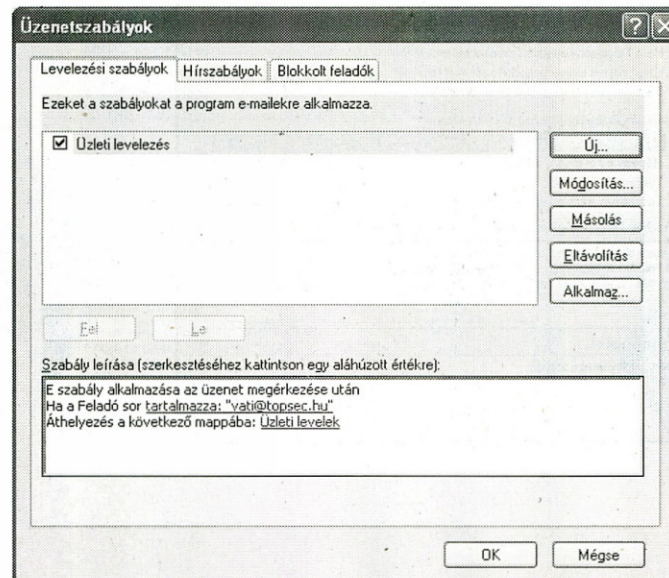 Üzenetszabályok
Levelezési szabályok Hírszabályok Blokkolt feladók
Ezeket a szabályokat a program e-mailekre alkalmazza.
Üzleti levelezés
Új...
Módosítás...
Másolás
Eltávolítás
Alkalmaz...
Fel Le
Szabály leírása (szerkesztéséhez kattintson egy aláhúzott értékre):
E szabály alkalmazása az üzenet megérkezése után
Ha a Feladó sor tartalmazza: "vati@topsec.hu"
Áthelyezés a következő mappába: Üzleti levelek
OK Mégse